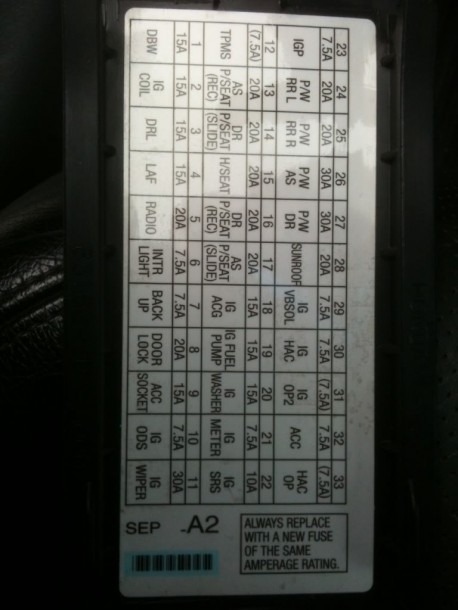 23 24 25 26 27 28 29 30 31 32 33
7.5A 20A 20A 30A 30A 20A 7.5A 7.5A (7.5A) 7.5A (7.5A)
IGP
P/W
RR L
P/W
RR R
P/W
AS
P/W
DR
SUNROOF
IG
VBSOL
IG
HAC
IG
OP2
ACC
HAC
OP
12 13 14 15 16 17 18 19 20 21 22
(7.5A) 20A 20A 20A 20A 20A 15A 15A 15A 7.5A 10A
TPMS
AS
P/SEAT
(REC)
DR
P/SEAT
(SLIDE)
H/SEAT
DR
P/SEAT
(REC)
AS
P/SEAT
(SLIDE)
IG
ACG
IG FUEL
PUMP
IG
WASHER
IG
METER
IG
SRS
1 2 3 4 5 6 7 8 9 10 11
15A 15A 15A 15A 20A 7.5A 7.5A 20A 15A 7.5A 30A
DBW
IG
COIL
DRL
LAF
RADIO
INTR
LIGHT
BACK
UP
DOOR
LOCK
ACC
SOCKET
IG
ODS
IG
WIPER
SEP -A2
ALWAYS REPLACE
WITH A NEW FUSE
OF THE SAME
AMPERAGE RATING.